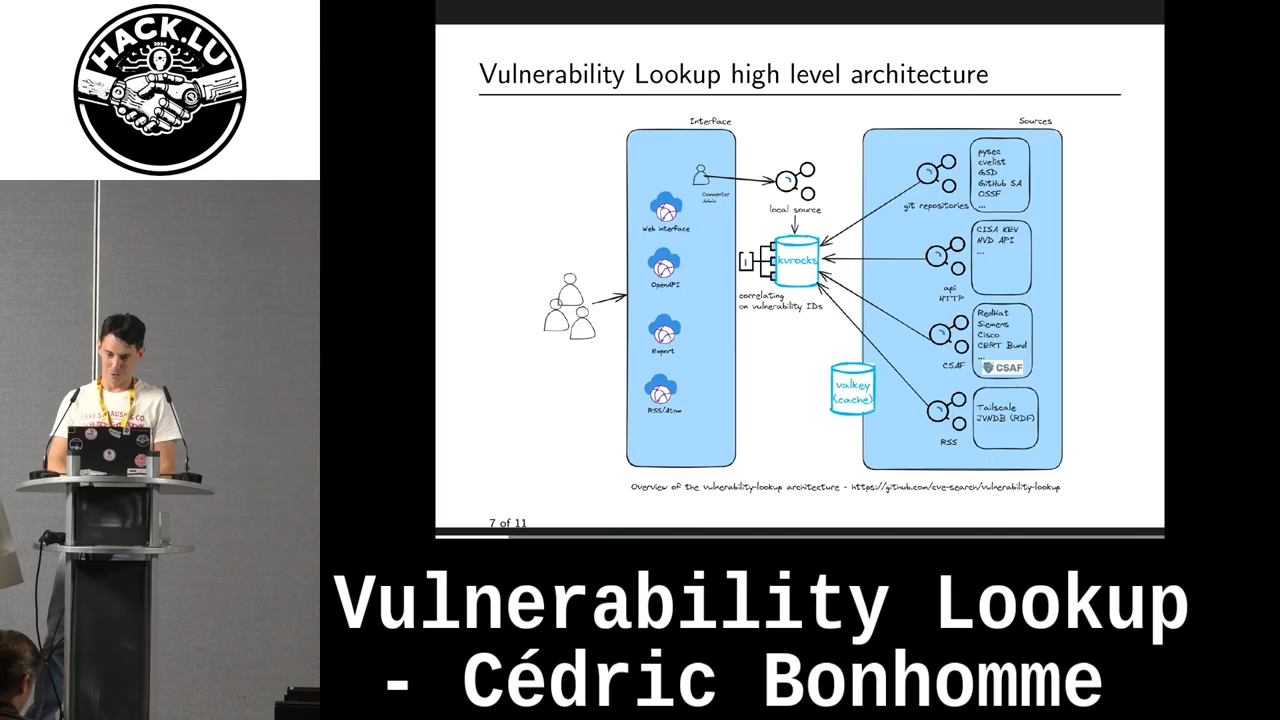 HACK.LU
2024
Vulnerability Lookup high level architecture
Interface
Sources
Commenter
Admin
Web interface
OpenAPI
Export
RSS/Atom
local source
kvrocks
correlating
on vulnerability IDs
valkey
(cache)
git repositories
pysec
cvelist
GSD
GitHub SA
OSSF
...
api
HTTP
CISA KEV
NVD API
...
CSAF
RedHat
Siemens
Cisco
CERT Bund
...
CSAF
RSS
Tailscale
JVNDB (RDF)
Overview of the vulnerability-lookup architecture - https://github.com/cve-search/vulnerability-lookup
7 of 11
Vulnerability Lookup
- Cédric Bonhomme